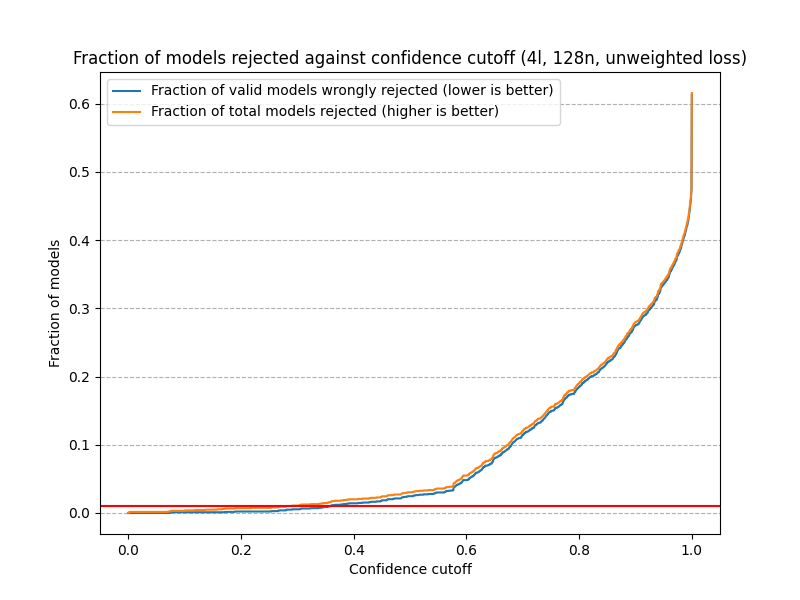 Fraction of models rejected against confidence cutoff (4l, 128n, unweighted loss)
Fraction of valid models wrongly rejected (lower is better)
Fraction of total models rejected (higher is better)
Fraction of models
0.6
0.5
0.4
0.3
0.2
0.1
0.0
0.0 0.2 0.4 0.6 0.8 1.0
Confidence cutoff